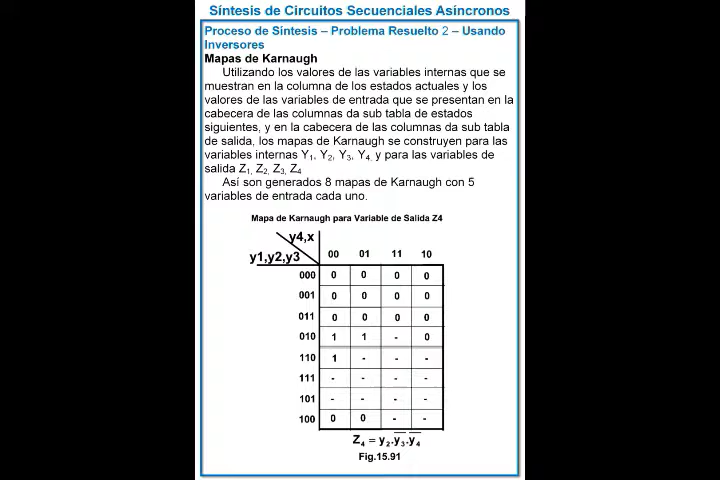 Síntesis de Circuitos Secuenciales Asíncronos
Proceso de Síntesis – Problema Resuelto 2 – Usando
Inversores
Mapas de Karnaugh
Utilizando los valores de las variables internas que se
muestran en la columna de los estados actuales y los
valores de las variables de entrada que se presentan en la
cabecera de las columnas da sub tabla de estados
siguientes, y en la cabecera de las columnas da sub tabla
de salida, los mapas de Karnaugh se construyen para las
variables internas Y₁, Y₂, Y₃, Y₄, y para las variables de
salida Z₁, Z₂, Z₃, Z₄
Así son generados 8 mapas de Karnaugh con 5
variables de entrada cada uno.
Mapa de Karnaugh para Variable de Salida Z4
y4,x
y1,y2,y3 00 01 11 10
000 0 0 0 0
001 0 0 0 0
011 0 0 0 0
010 1 1 - 0
110 1 - - -
111 - - - -
101 - - - -
100 0 0 - -
Z₄ = y₂.y̅₃.y̅₄
Fig.15.91